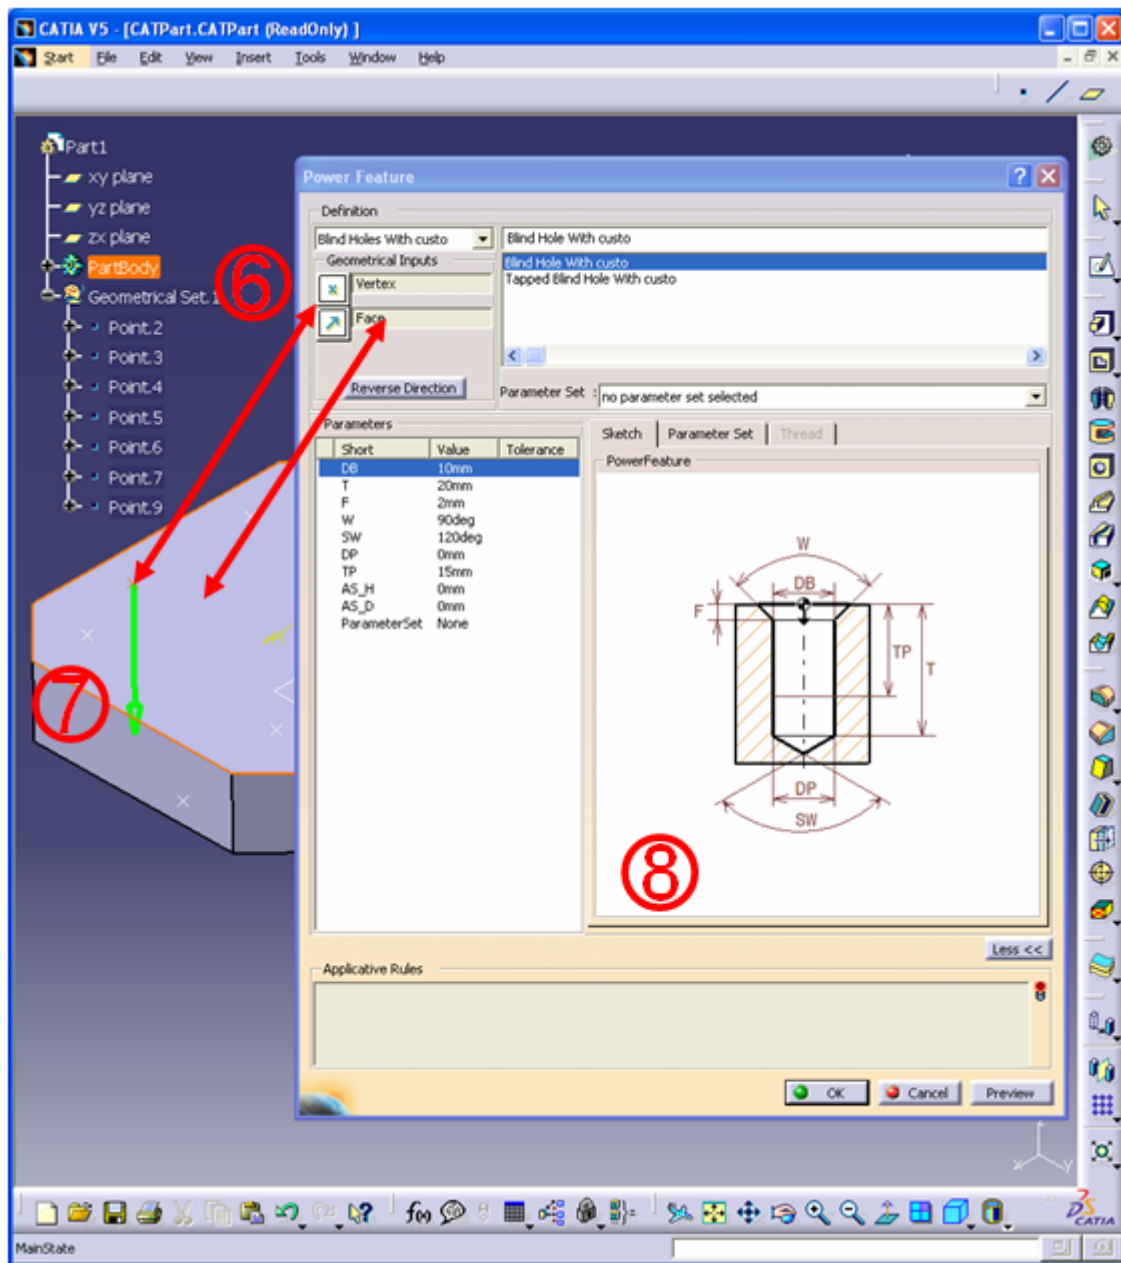 CATIA V5 - [CATPart.CATPart (ReadOnly) ]
Start File Edit View Insert Tools Window Help
Part1
xy plane
yz plane
zx plane
PartBody
Geometrical Set.1
Point.2
Point.3
Point.4
Point.5
Point.6
Point.7
Point.9
⑥
⑦
Power Feature
Definition
Blind Holes With custo
Blind Hole With custo
Geometrical Inputs
Vertex
Face
Reverse Direction
Blind Hole With custo
Tapped Blind Hole With custo
Parameter Set : no parameter set selected
Parameters
Short Value Tolerance
DB 10mm
T 20mm
F 2mm
W 90deg
SW 120deg
DP 0mm
TP 15mm
AS_H 0mm
AS_D 0mm
ParameterSet None
Sketch Parameter Set Thread
PowerFeature
W
DB
F
TP
T
DP
SW
⑧
Less <<
Applicative Rules
OK Cancel Preview
x y
f(x)
DS CATIA
MainState